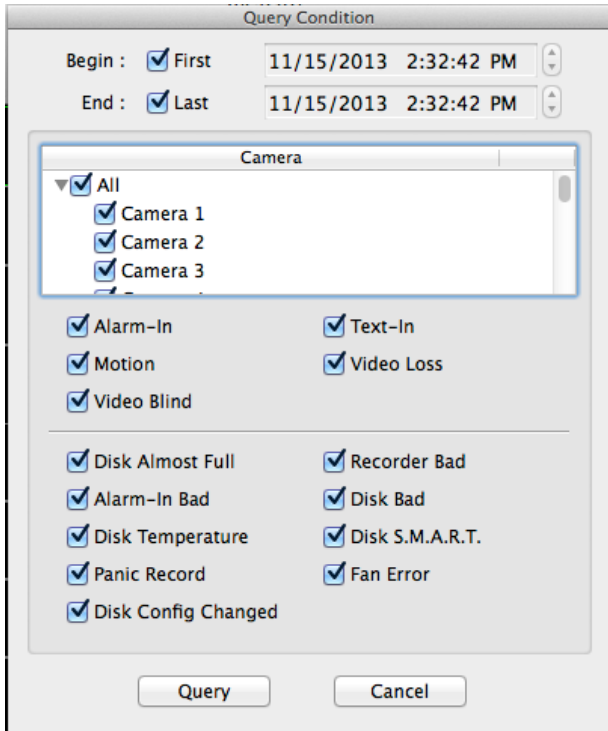 Query Condition
Begin : First 11/15/2013 2:32:42 PM
End : Last 11/15/2013 2:32:42 PM
Camera
All
Camera 1
Camera 2
Camera 3
Alarm-In Text-In
Motion Video Loss
Video Blind
Disk Almost Full Recorder Bad
Alarm-In Bad Disk Bad
Disk Temperature Disk S.M.A.R.T.
Panic Record Fan Error
Disk Config Changed
Query Cancel